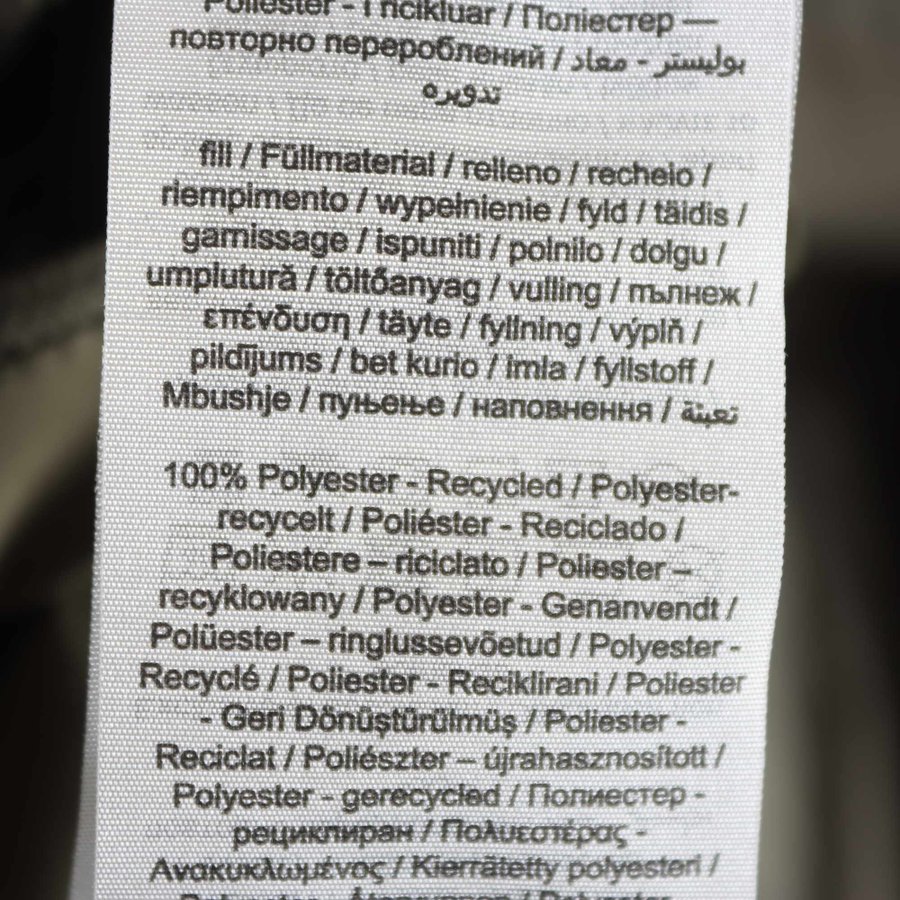 Poliester - i ricikluar / Поліестер —
повторно перероблений / بوليستر - معاد
تدويره
fill / Füllmaterial / relleno / recheio /
riempimento / wypełnienie / fyld / täidis /
garnissage / ispuniti / polnilo / dolgu /
umplutură / töltőanyag / vulling / пълнеж /
επένδυση / täyte / fyllning / výplň /
pildījums / bet kurio / imla / fyllstoff /
Mbushje / пуњење / наповнення / تعبئة
100% Polyester - Recycled / Polyester-
recycelt / Poliéster - Reciclado /
Poliestere – riciclato / Poliester –
recyklowany / Polyester - Genanvendt /
Polüester – ringlussevõetud / Polyester -
Recyclé / Poliester - Reciklirani / Poliester
- Geri Dönüştürülmüş / Poliester -
Reciclat / Poliészter – újrahasznosított /
Polyester - gerecycled / Полиестер -
рециклиран / Πολυεστέρας -
Ανακυκλωμένος / Kierrätetty polyesteri /